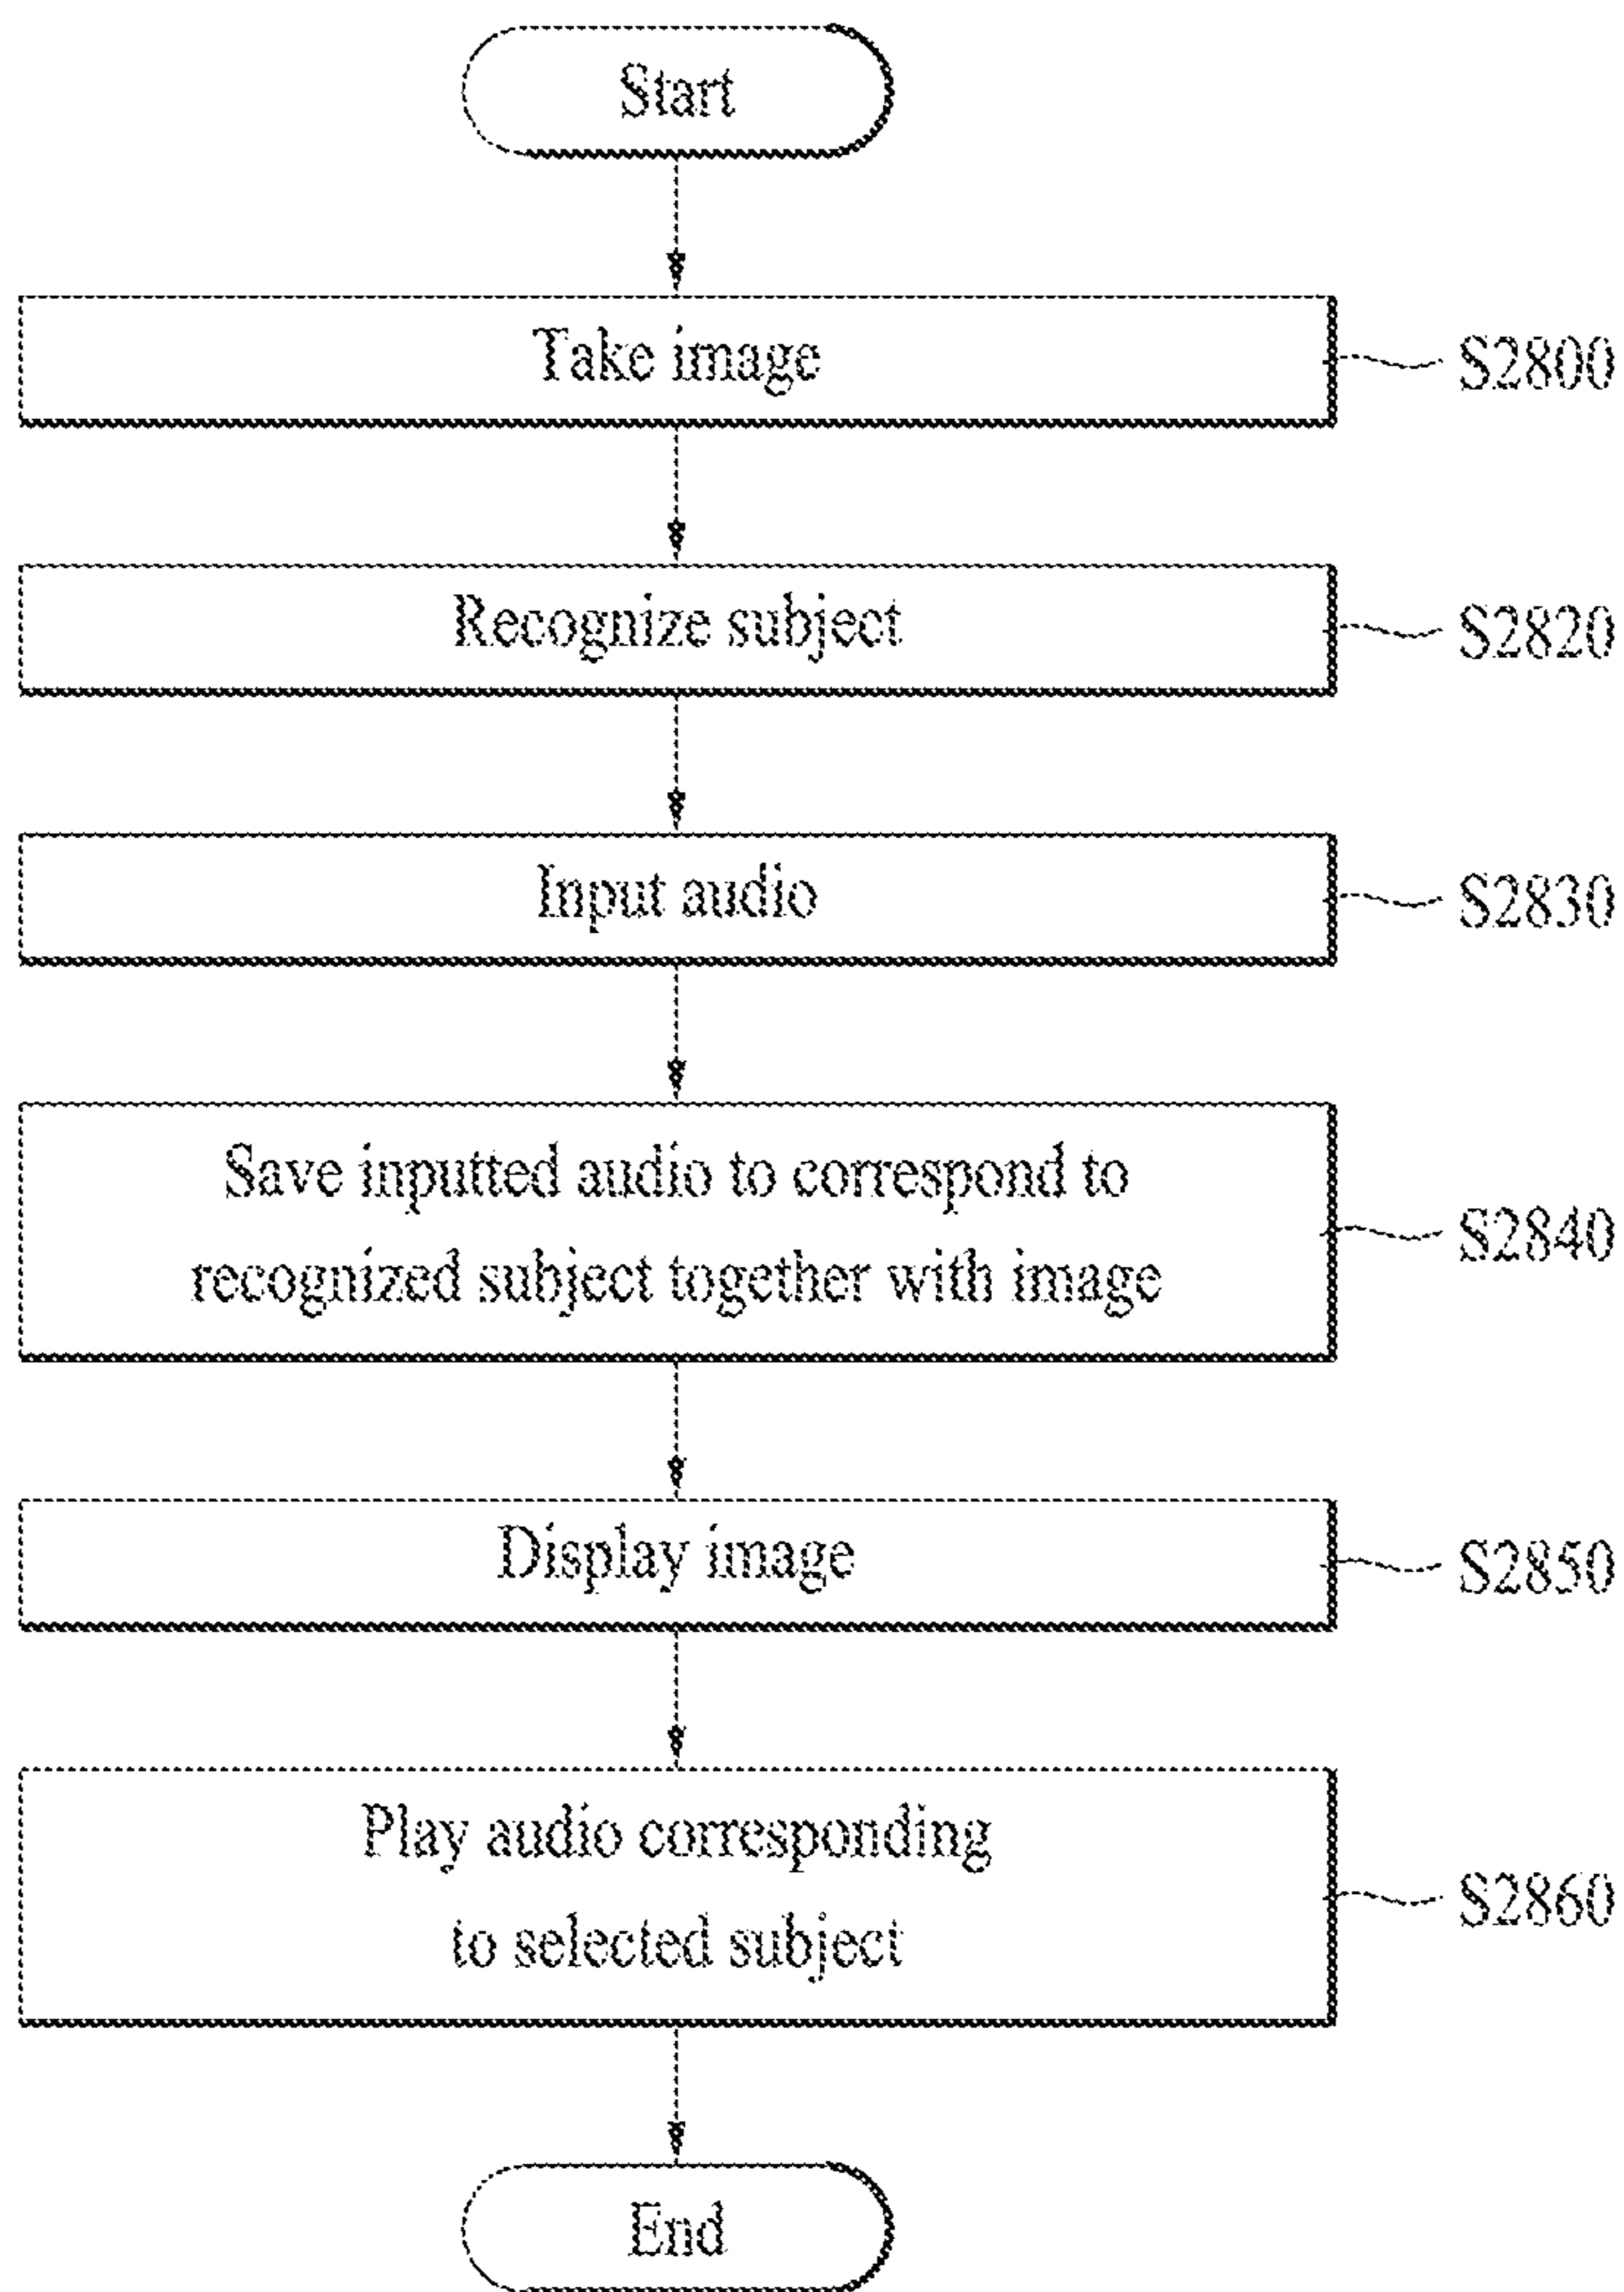 Start
Take image
S2800
Recognize subject
S2820
Input audio
S2830
Save inputted audio to correspond to
recognized subject together with image
S2840
Display image
S2850
Play audio corresponding
to selected subject
S2860
End